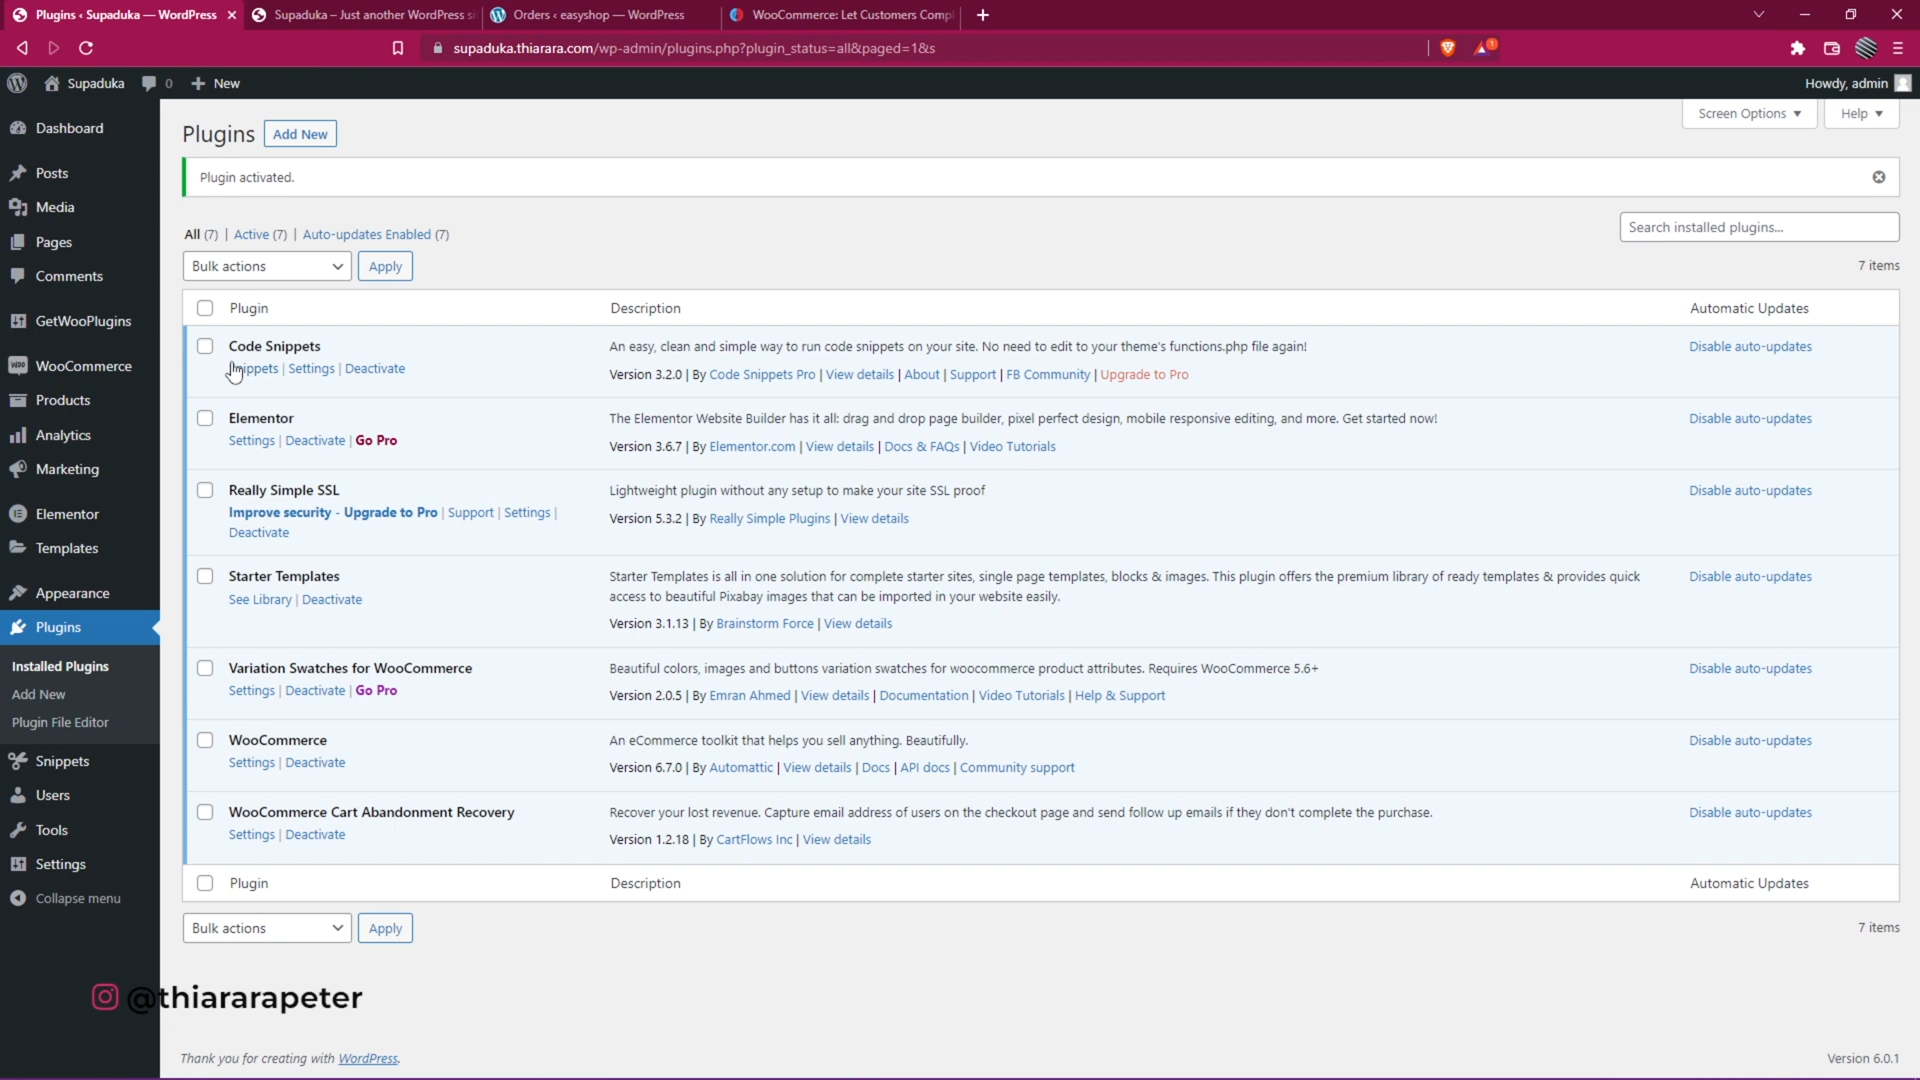 Plugins ‹ Supaduka — WordPress
Supaduka – Just another WordPress si
Orders ‹ easyshop — WordPress
WooCommerce: Let Customers Comp
supaduka.thiarara.com/wp-admin/plugins.php?plugin_status=all&paged=1&s
1
Supaduka
0
New
Howdy, admin
Dashboard
Posts
Media
Pages
Comments
GetWooPlugins
WooCommerce
Products
Analytics
Marketing
Elementor
Templates
Appearance
Plugins
Installed Plugins
Add New
Plugin File Editor
Snippets
Users
Tools
Settings
Collapse menu
Screen Options
Help
Plugins
Add New
Plugin activated.
All (7) | Active (7) | Auto-updates Enabled (7)
Search installed plugins...
Bulk actions
Apply
7 items
Plugin
Description
Automatic Updates
Code Snippets
Snippets | Settings | Deactivate
An easy, clean and simple way to run code snippets on your site. No need to edit to your theme's functions.php file again!
Version 3.2.0 | By Code Snippets Pro | View details | About | Support | FB Community | Upgrade to Pro
Disable auto-updates
Elementor
Settings | Deactivate | Go Pro
The Elementor Website Builder has it all: drag and drop page builder, pixel perfect design, mobile responsive editing, and more. Get started now!
Version 3.6.7 | By Elementor.com | View details | Docs & FAQs | Video Tutorials
Disable auto-updates
Really Simple SSL
Improve security - Upgrade to Pro | Support | Settings |
Deactivate
Lightweight plugin without any setup to make your site SSL proof
Version 5.3.2 | By Really Simple Plugins | View details
Disable auto-updates
Starter Templates
See Library | Deactivate
Starter Templates is all in one solution for complete starter sites, single page templates, blocks & images. This plugin offers the premium library of ready templates & provides quick
access to beautiful Pixabay images that can be imported in your website easily.
Version 3.1.13 | By Brainstorm Force | View details
Disable auto-updates
Variation Swatches for WooCommerce
Settings | Deactivate | Go Pro
Beautiful colors, images and buttons variation swatches for woocommerce product attributes. Requires WooCommerce 5.6+
Version 2.0.5 | By Emran Ahmed | View details | Documentation | Video Tutorials | Help & Support
Disable auto-updates
WooCommerce
Settings | Deactivate
An eCommerce toolkit that helps you sell anything. Beautifully.
Version 6.7.0 | By Automattic | View details | Docs | API docs | Community support
Disable auto-updates
WooCommerce Cart Abandonment Recovery
Settings | Deactivate
Recover your lost revenue. Capture email address of users on the checkout page and send follow up emails if they don't complete the purchase.
Version 1.2.18 | By CartFlows Inc | View details
Disable auto-updates
Plugin
Description
Automatic Updates
Bulk actions
Apply
7 items
@thiararapeter
Thank you for creating with WordPress.
Version 6.0.1